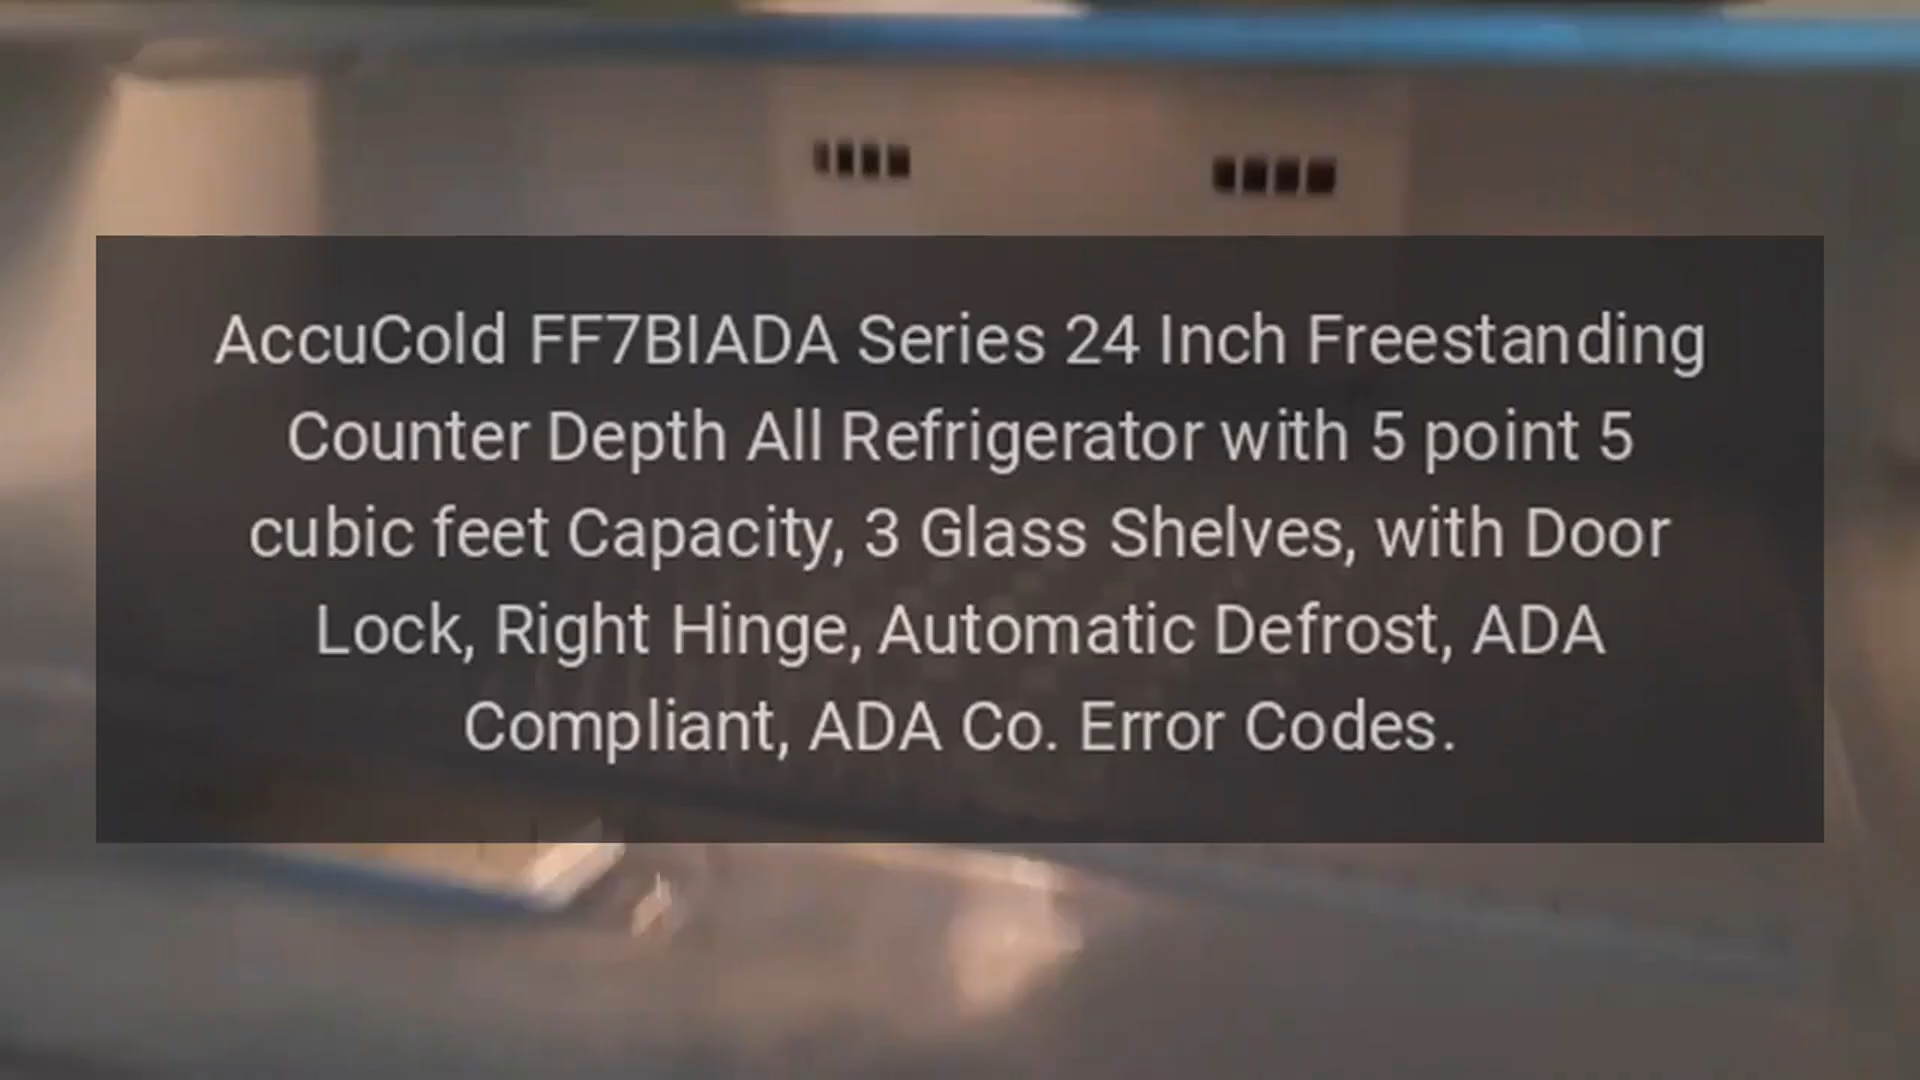 AccuCold FF7BIADA Series 24 Inch Freestanding
Counter Depth All Refrigerator with 5 point 5
cubic feet Capacity, 3 Glass Shelves, with Door
Lock, Right Hinge, Automatic Defrost, ADA
Compliant, ADA Co. Error Codes.